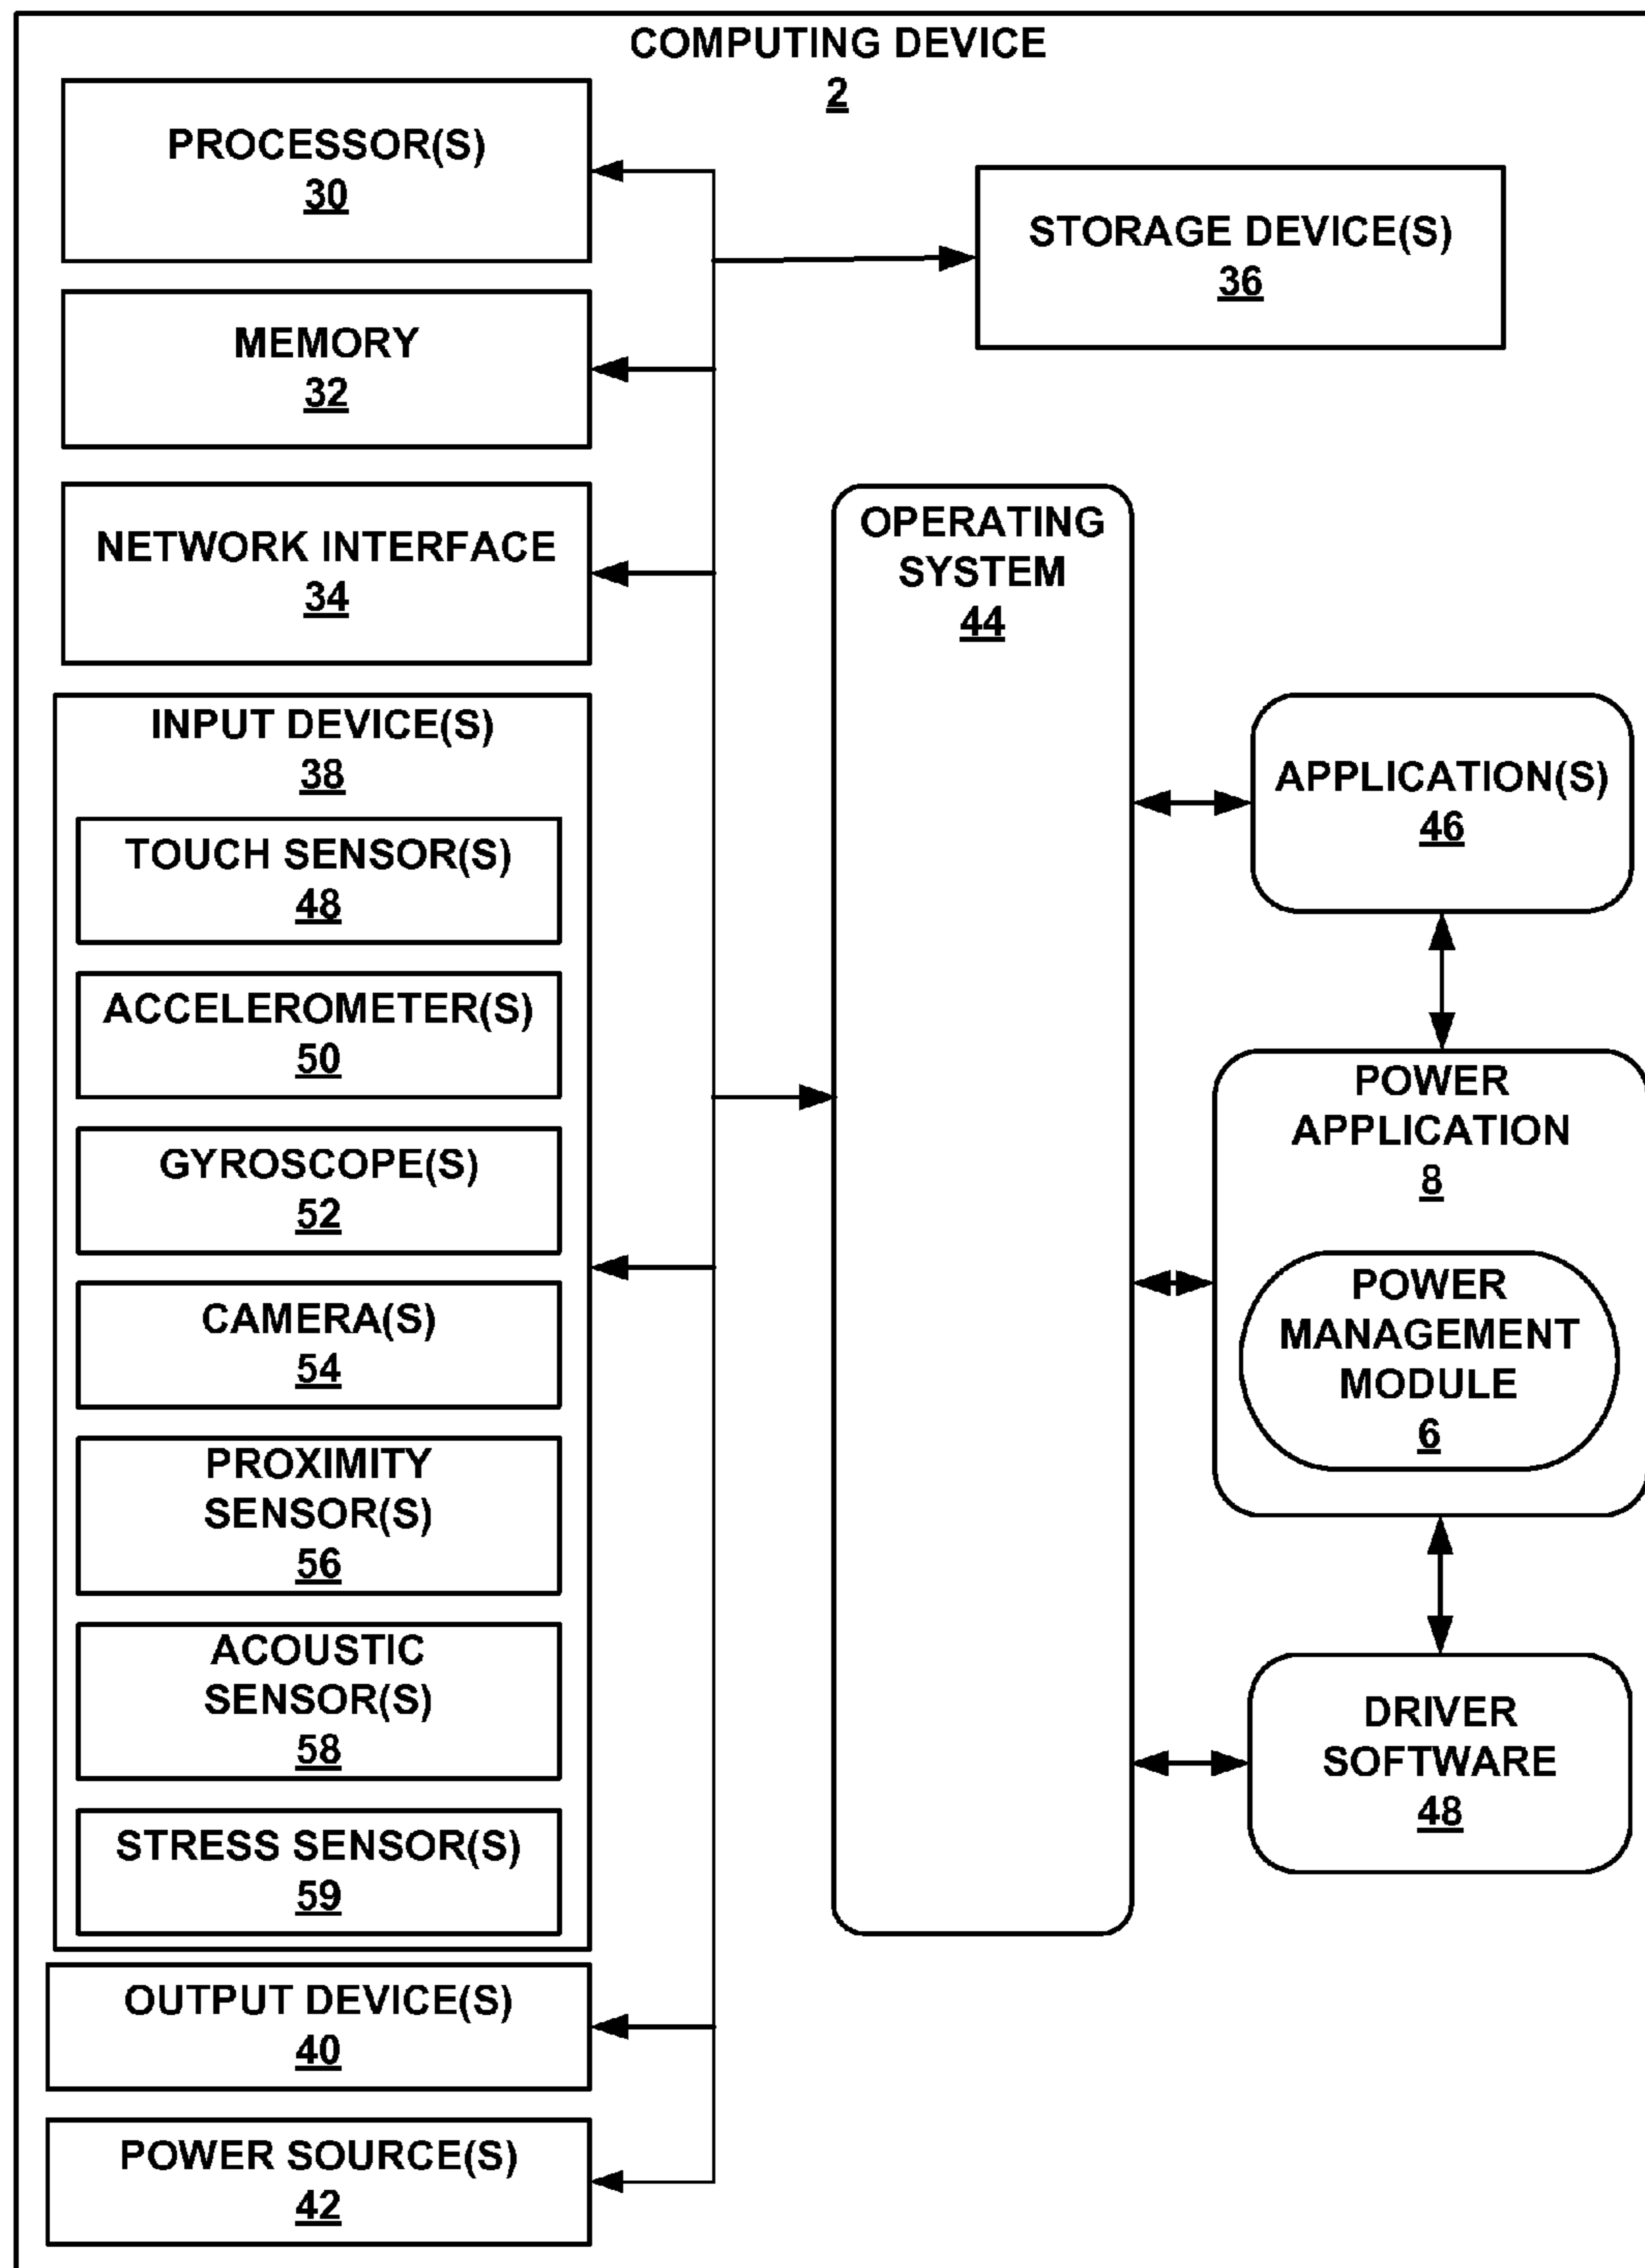 COMPUTING DEVICE
2
PROCESSOR(S)
30
STORAGE DEVICE(S)
36
MEMORY
32
NETWORK INTERFACE
34
OPERATING
SYSTEM
44
INPUT DEVICE(S)
38
TOUCH SENSOR(S)
48
ACCELEROMETER(S)
50
GYROSCOPE(S)
52
CAMERA(S)
54
PROXIMITY
SENSOR(S)
56
ACOUSTIC
SENSOR(S)
58
STRESS SENSOR(S)
59
OUTPUT DEVICE(S)
40
POWER SOURCE(S)
42
APPLICATION(S)
46
POWER
APPLICATION
8
POWER
MANAGEMENT
MODULE
6
DRIVER
SOFTWARE
48